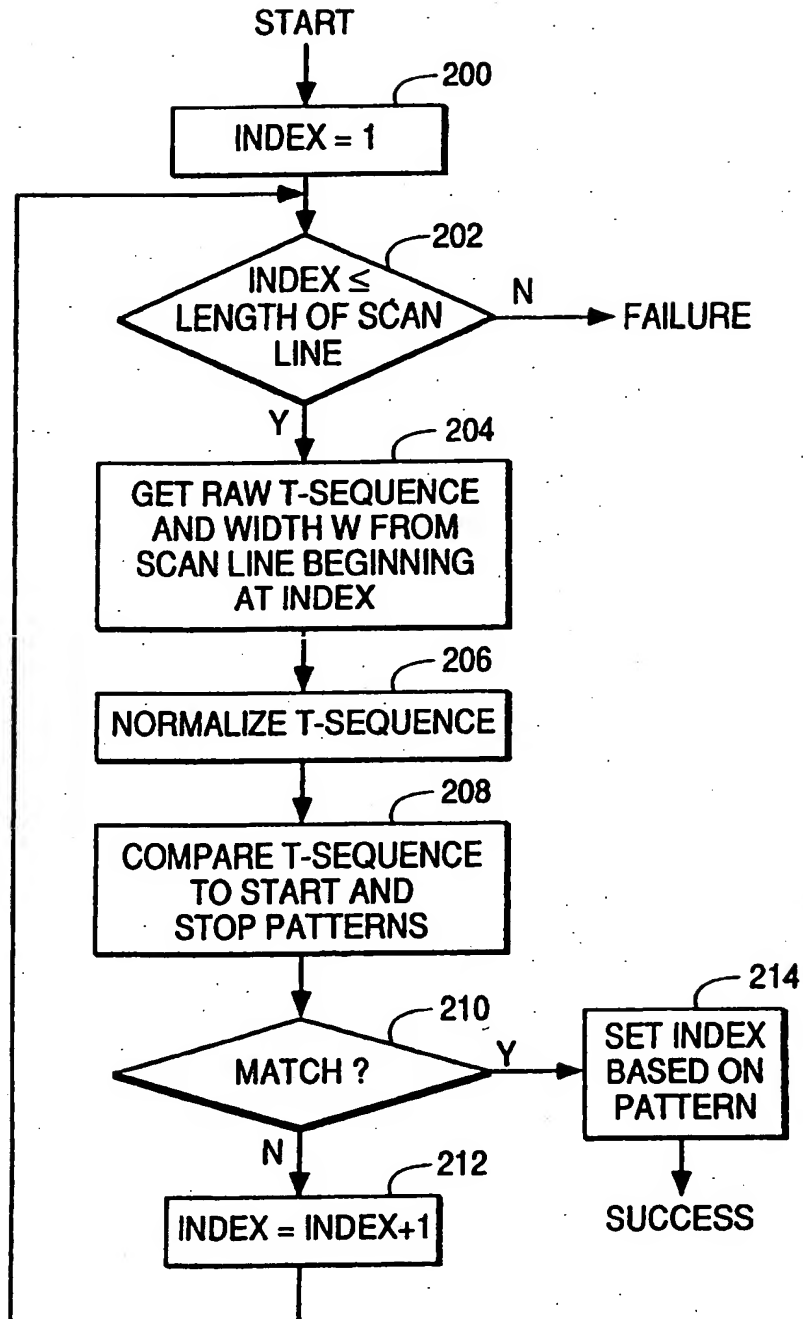 START
200
INDEX = 1
202
INDEX ≤
LENGTH OF SCAN
LINE
N
FAILURE
Y
204
GET RAW T-SEQUENCE
AND WIDTH W FROM
SCAN LINE BEGINNING
AT INDEX
206
NORMALIZE T-SEQUENCE
208
COMPARE T-SEQUENCE
TO START AND
STOP PATTERNS
210
MATCH ?
Y
214
SET INDEX
BASED ON
PATTERN
SUCCESS
N
212
INDEX = INDEX+1